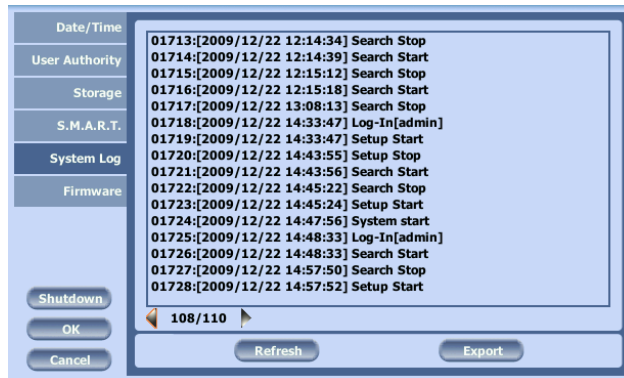 Date/Time
User Authority
Storage
S.M.A.R.T.
System Log
Firmware
Shutdown
OK
Cancel
01713:[2009/12/22 12:14:34] Search Stop
01714:[2009/12/22 12:14:39] Search Start
01715:[2009/12/22 12:15:12] Search Stop
01716:[2009/12/22 12:15:18] Search Start
01717:[2009/12/22 13:08:13] Search Stop
01718:[2009/12/22 14:33:47] Log-In[admin]
01719:[2009/12/22 14:33:47] Setup Start
01720:[2009/12/22 14:43:55] Setup Stop
01721:[2009/12/22 14:43:56] Search Start
01722:[2009/12/22 14:45:22] Search Stop
01723:[2009/12/22 14:45:24] Setup Start
01724:[2009/12/22 14:47:56] System start
01725:[2009/12/22 14:48:33] Log-In[admin]
01726:[2009/12/22 14:48:33] Search Start
01727:[2009/12/22 14:57:50] Search Stop
01728:[2009/12/22 14:57:52] Setup Start
108/110
Refresh Export